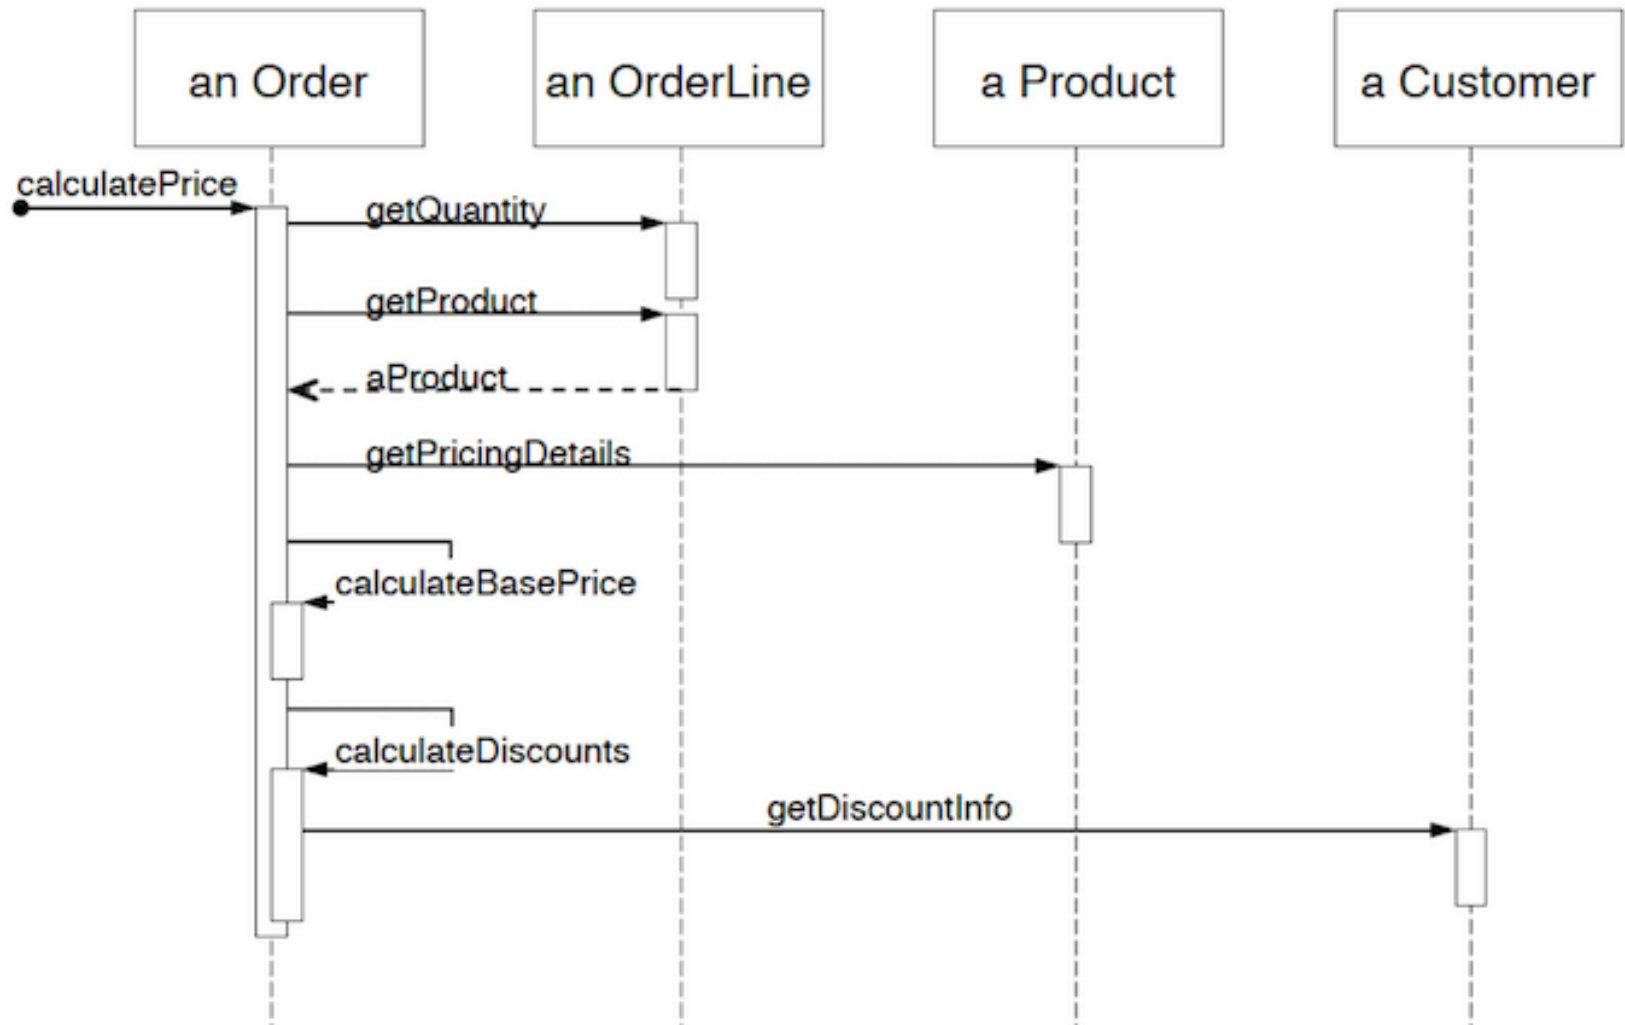 an Order
an OrderLine
a Product
a Customer
calculatePrice
getQuantity
getProduct
aProduct
getPricingDetails
calculateBasePrice
calculateDiscounts
getDiscountInfo